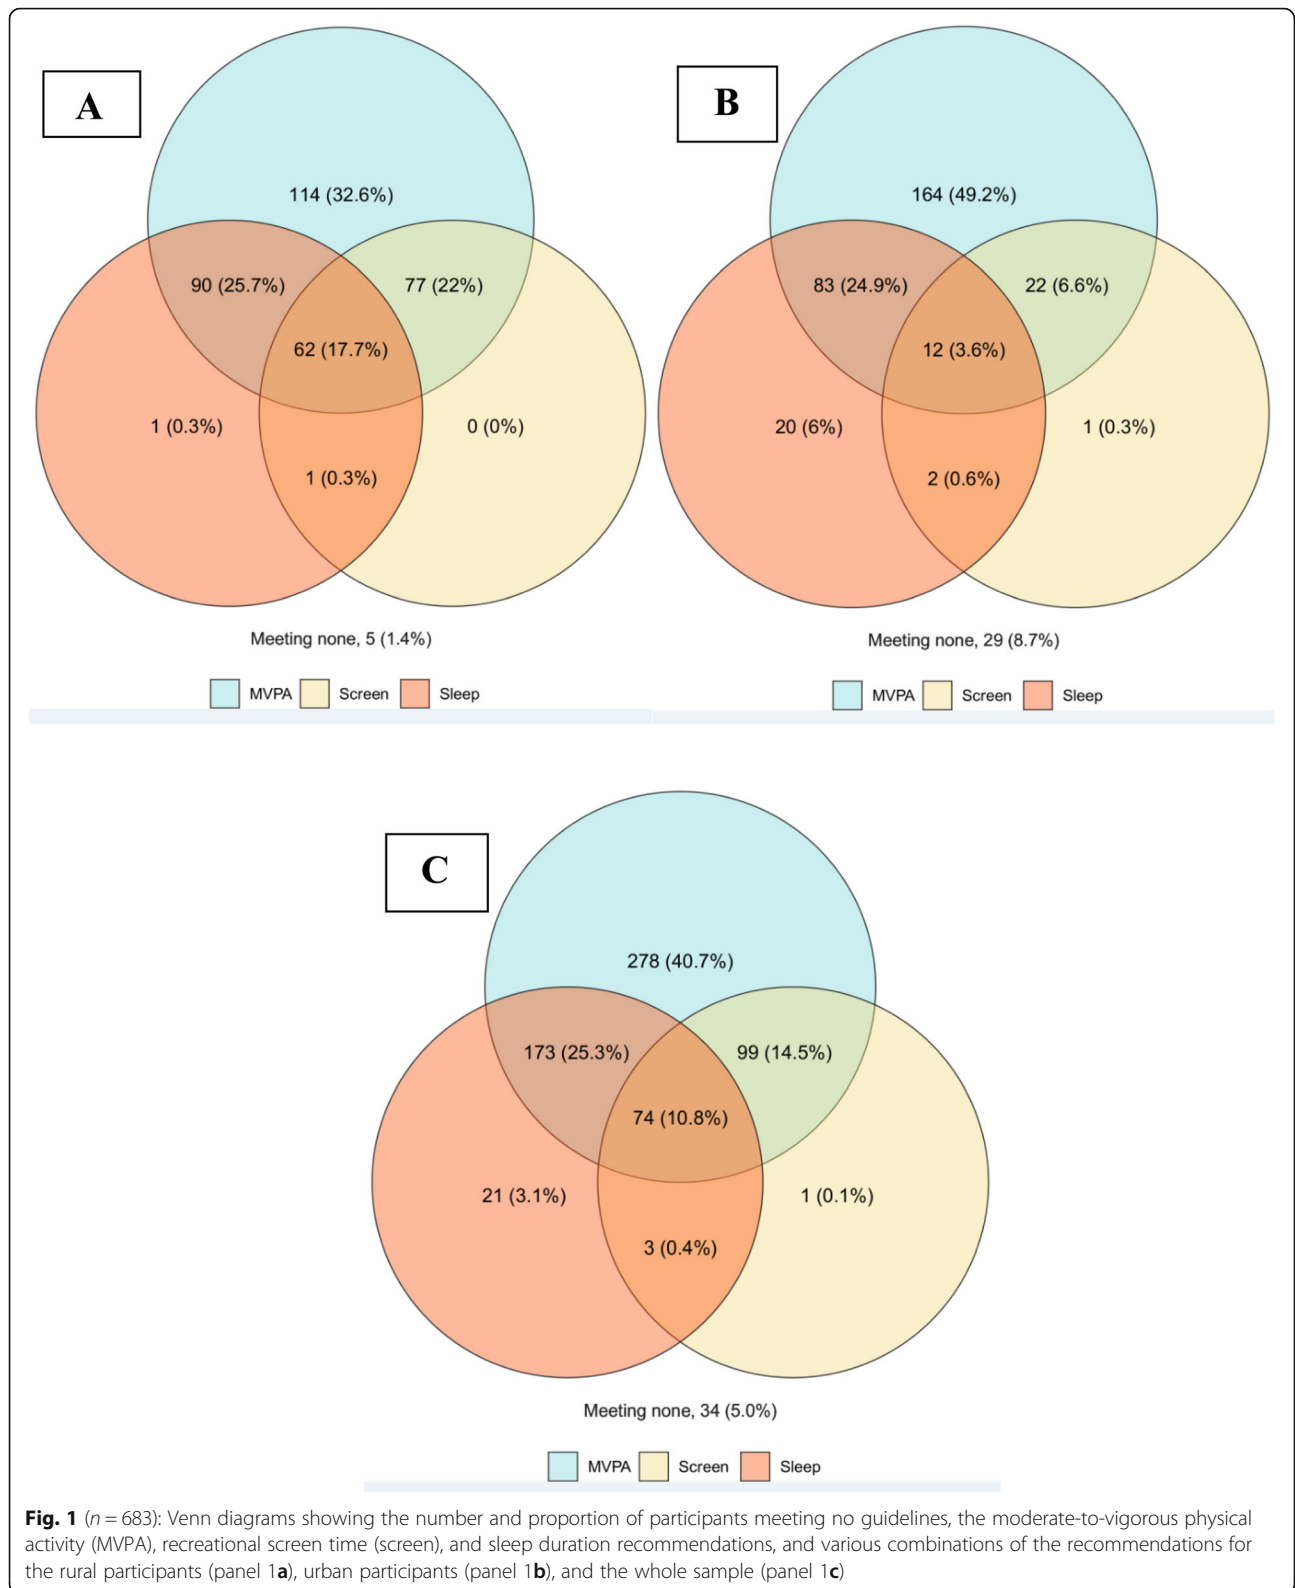 A
114 (32.6%)
90 (25.7%)
77 (22%)
62 (17.7%)
1 (0.3%)
0 (0%)
1 (0.3%)
Meeting none, 5 (1.4%)
MVPA Screen Sleep
B
164 (49.2%)
83 (24.9%)
22 (6.6%)
12 (3.6%)
20 (6%)
1 (0.3%)
2 (0.6%)
Meeting none, 29 (8.7%)
MVPA Screen Sleep
C
278 (40.7%)
173 (25.3%)
99 (14.5%)
74 (10.8%)
21 (3.1%)
1 (0.1%)
3 (0.4%)
Meeting none, 34 (5.0%)
MVPA Screen Sleep
Fig. 1 (n = 683): Venn diagrams showing the number and proportion of participants meeting no guidelines, the moderate-to-vigorous physical
activity (MVPA), recreational screen time (screen), and sleep duration recommendations, and various combinations of the recommendations for
the rural participants (panel 1a), urban participants (panel 1b), and the whole sample (panel 1c)